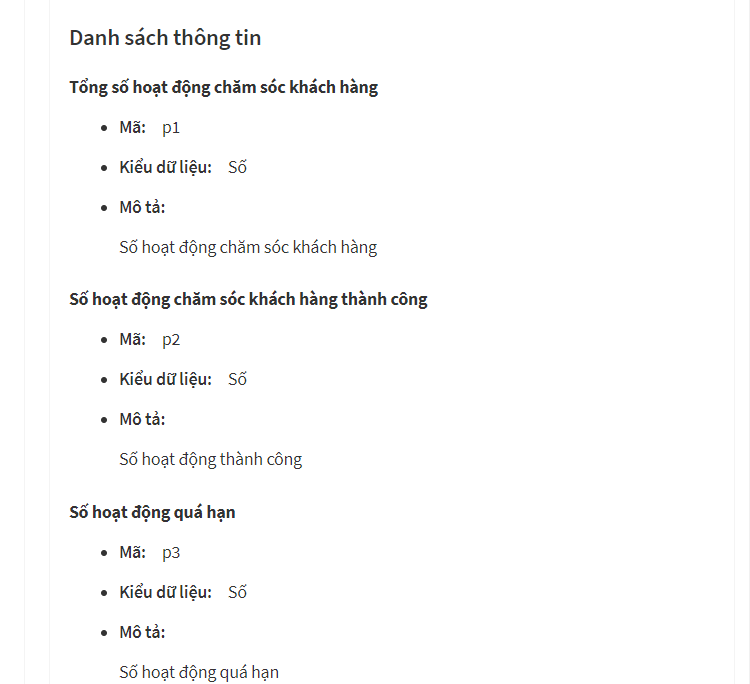 Danh sách thông tin
Tổng số hoạt động chăm sóc khách hàng
Mã: p1
Kiểu dữ liệu: Số
Mô tả:
Số hoạt động chăm sóc khách hàng
Số hoạt động chăm sóc khách hàng thành công
Mã: p2
Kiểu dữ liệu: Số
Mô tả:
Số hoạt động thành công
Số hoạt động quá hạn
Mã: p3
Kiểu dữ liệu: Số
Mô tả:
Số hoạt động quá hạn